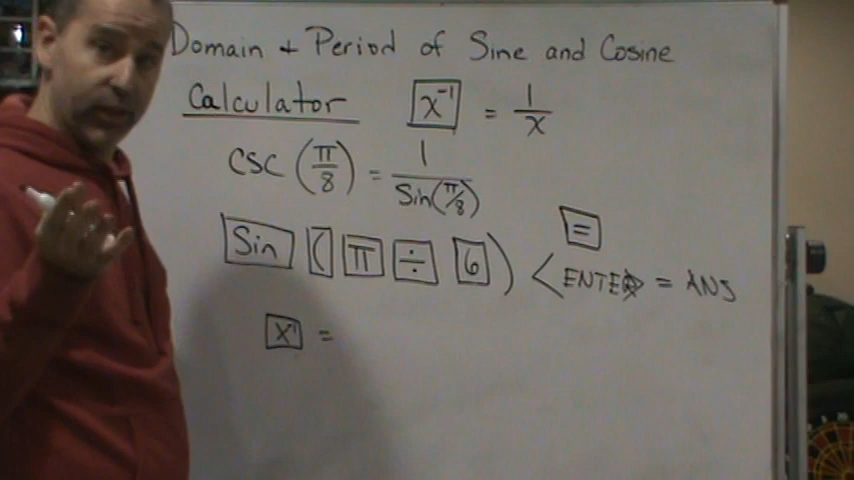 Domain + Period of Sine and Cosine
Calculator x⁻¹ = 1/x
CSC (π/8) = 1/Sin(π/8)
=
Sin ( π ÷ 6 ) < ENTER > = ANS
x⁻¹ =